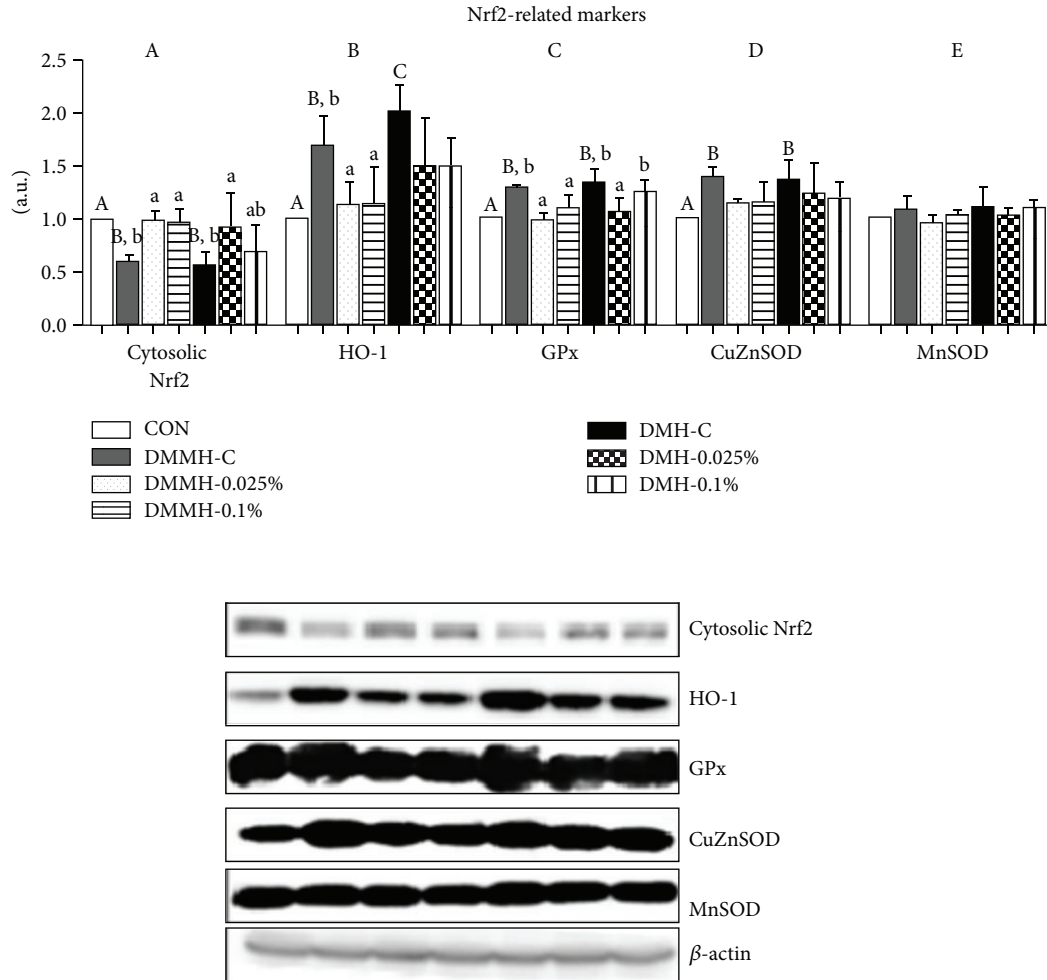 Nrf2-related markers
A B C D E
2.5
2.0
1.5
1.0
0.5
0.0
(a.u.)
A B, b a a B, b a ab
A B, b a a C
A B, b a a B, b a b
A B B
Cytosolic
Nrf2
HO-1
GPx
CuZnSOD
MnSOD
CON
DMMH-C
DMMH-0.025%
DMMH-0.1%
DMH-C
DMH-0.025%
DMH-0.1%
Cytosolic Nrf2
HO-1
GPx
CuZnSOD
MnSOD
β-actin